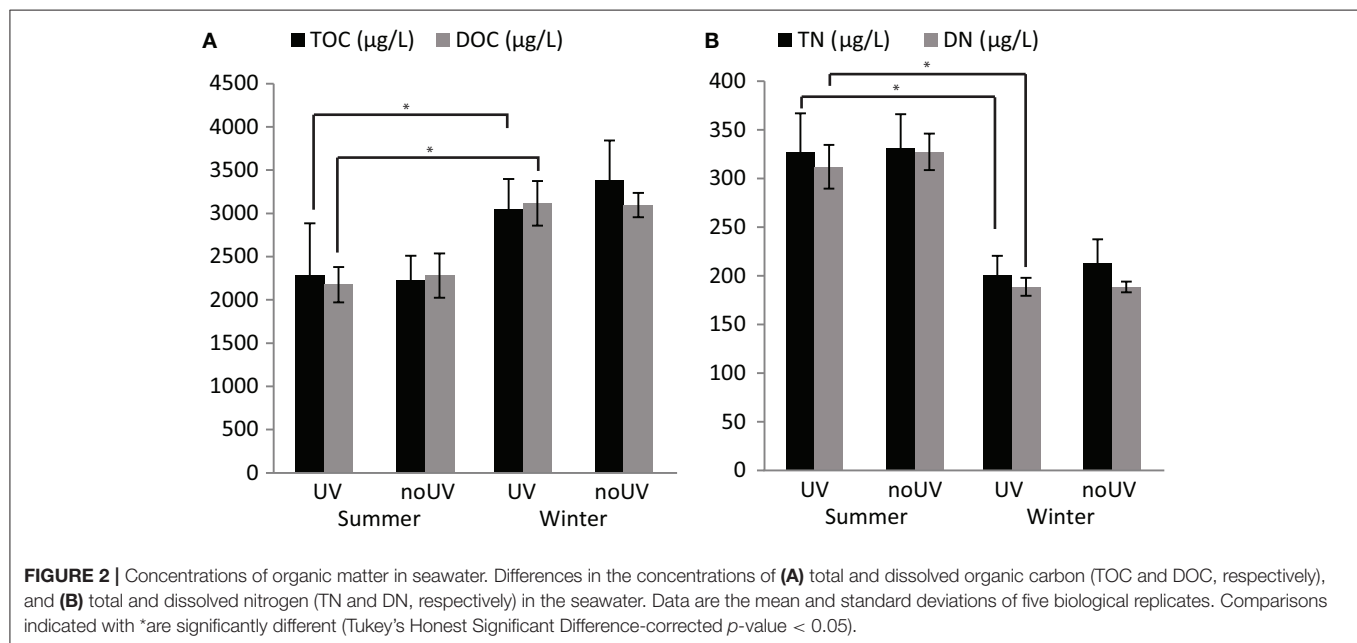 A
■ TOC (µg/L) ■ DOC (µg/L)
4500
4000
3500
3000
2500
2000
1500
1000
500
0
*
*
UV noUV UV noUV
Summer Winter
B
■ TN (µg/L) ■ DN (µg/L)
400
350
300
250
200
150
100
50
0
*
*
UV noUV UV noUV
Summer Winter
FIGURE 2 | Concentrations of organic matter in seawater. Differences in the concentrations of (A) total and dissolved organic carbon (TOC and DOC, respectively),
and (B) total and dissolved nitrogen (TN and DN, respectively) in the seawater. Data are the mean and standard deviations of five biological replicates. Comparisons
indicated with *are significantly different (Tukey's Honest Significant Difference-corrected p-value < 0.05).